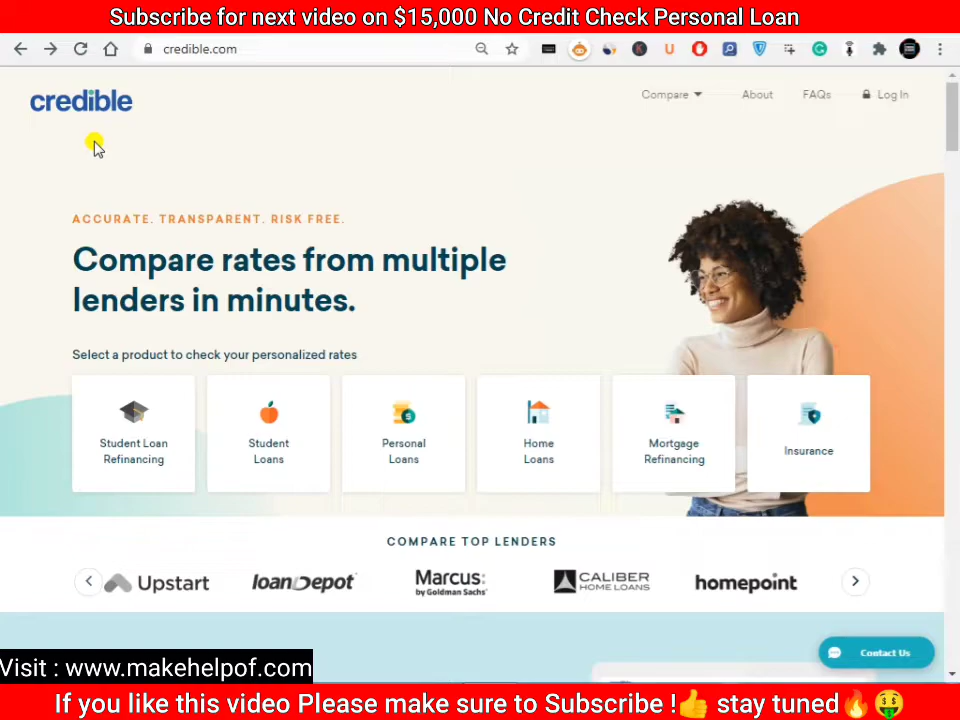 Subscribe for next video on $15,000 No Credit Check Personal Loan
credible.com
credible
Compare
About
FAQs
Log In
ACCURATE. TRANSPARENT. RISK FREE.
Compare rates from multiple
lenders in minutes.
Select a product to check your personalized rates
Student Loan
Refinancing
Student
Loans
Personal
Loans
Home
Loans
Mortgage
Refinancing
Insurance
COMPARE TOP LENDERS
Upstart
loanDepot
Marcus:
by Goldman Sachs
CALIBER
HOME LOANS
homepoint
Contact Us
Visit : www.makehelpof.com
If you like this video Please make sure to Subscribe !👍 stay tuned🔥🤑